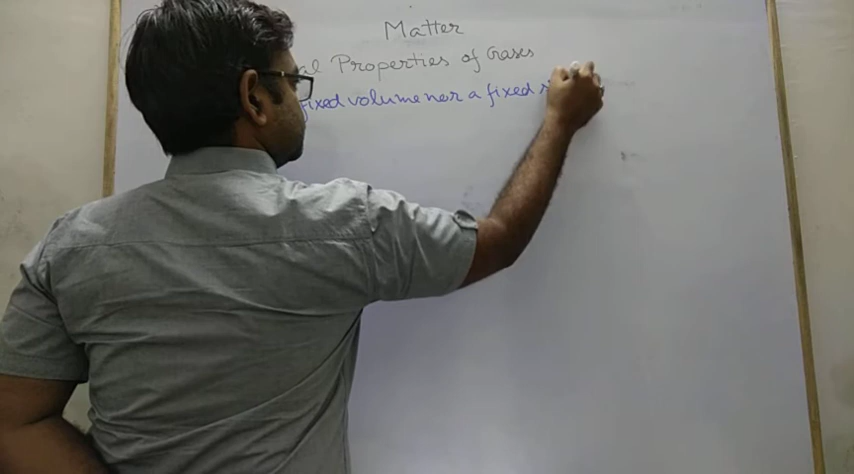 Matter
Properties of Gases
fixed volume nor a fixed